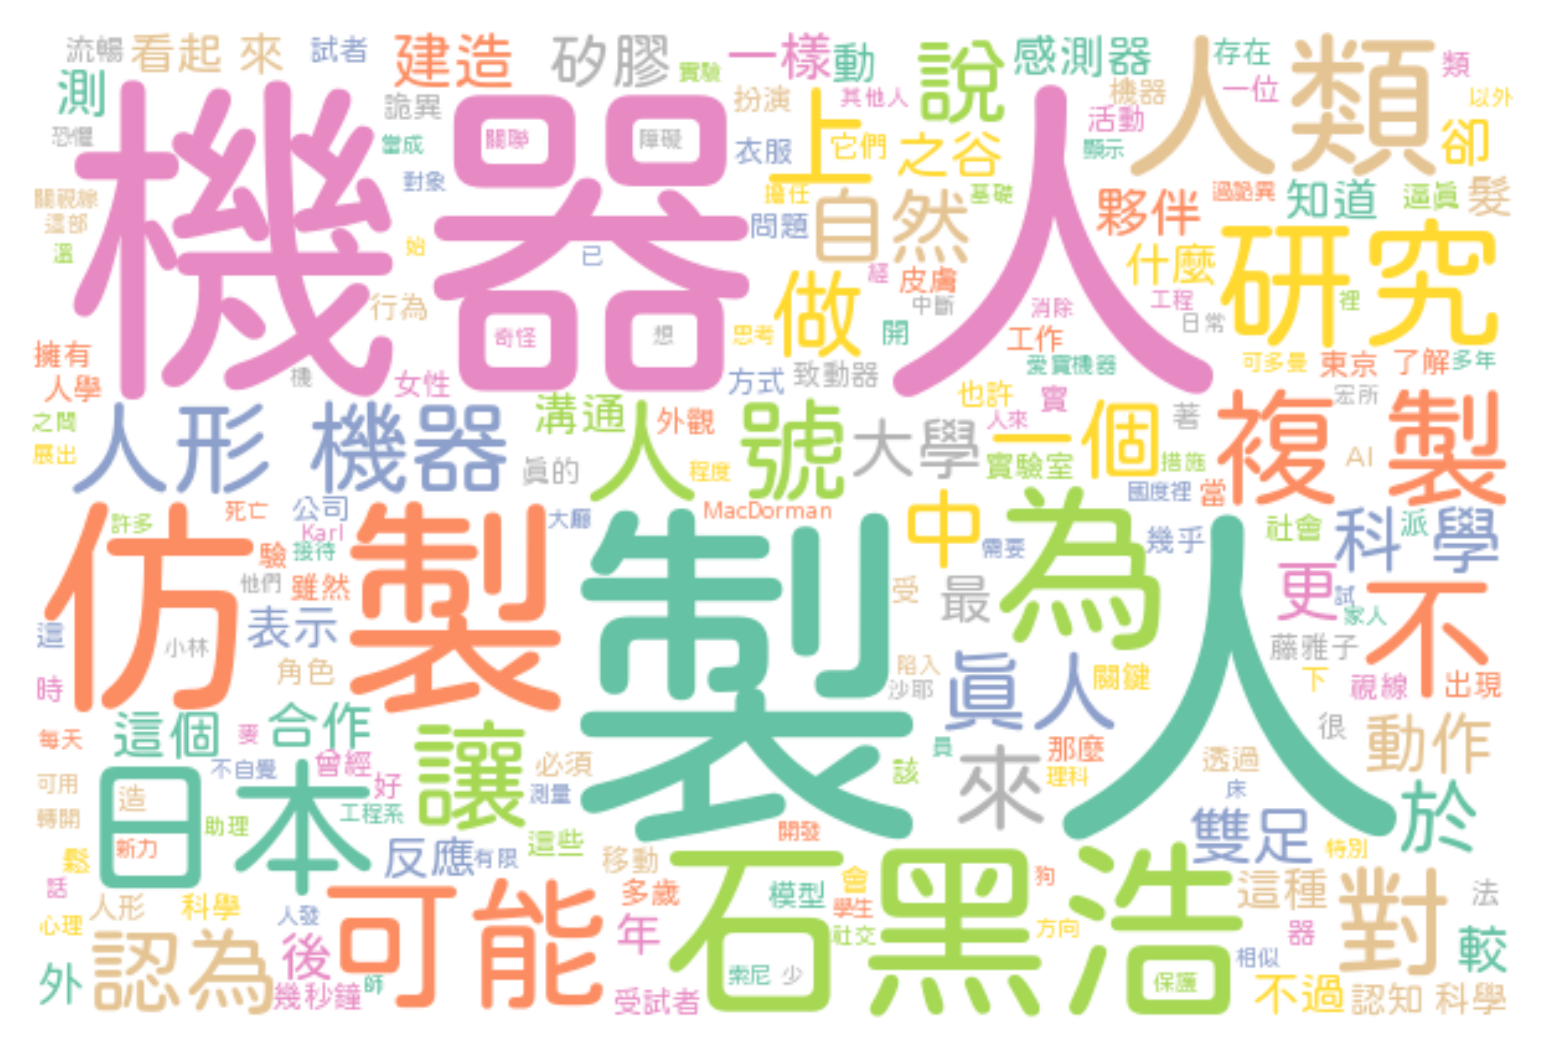 流暢 看起 來 試者 建造 矽膠 實驗 一樣 動 說 感測器 人類 存在 一位 類 以外
測 恐懼 機器人 詭異 當成 對象 關聯 障礙 扮演 其他人 上 它們 之谷 衣服 機器 活動 顯示 卻
關視線 這部 溫 始 已 擔任 自然 基礎 問題 夥伴 過詭異 知道 逼真 髮
行為 奇怪 想 思考 做 經 皮膚 中斷 開 消除 工作 什麼 工程 日常 研究 裡
擁有 人學 機 女性 方式 致動器 愛寶機器 可多曼 東京 了解 多年
之間 展出 人形 機器 真的 溝通 人 外觀 程度 號 大學 也許 實 人來 一個 實驗室 著 措施 複製 宏所 AI
許多 死亡 公司 Karl 大廳 MacDorman 中 需要 國度裡 當 幾乎 社會 科學 派
仿製 驗 接待 他們 雖然 表示 小林 角色 製人 受 最 為 更 試 家人 不
這 時 陷入 沙耶 真人 關鍵 藤雅子 下 視線 出現
每天 這個 麥 合作 不自覺 曾經 好 讓 必須 測量 該 員 來 那麼 理科 透過 床 很 動作
可用 轉開 日本 造 新力 助理 工程系 反應 有限 這些 開發 移動 雙足 特別 於
鬆 話 心理 人形 科學 人發 可能 多歲 石黑浩 模型 會 學生 社交 狗 方向 這種 器 相似 對 法 較
外 認為 後 幾秒鐘 師 年 受試者 索尼 少 保護 不過 認知 科學